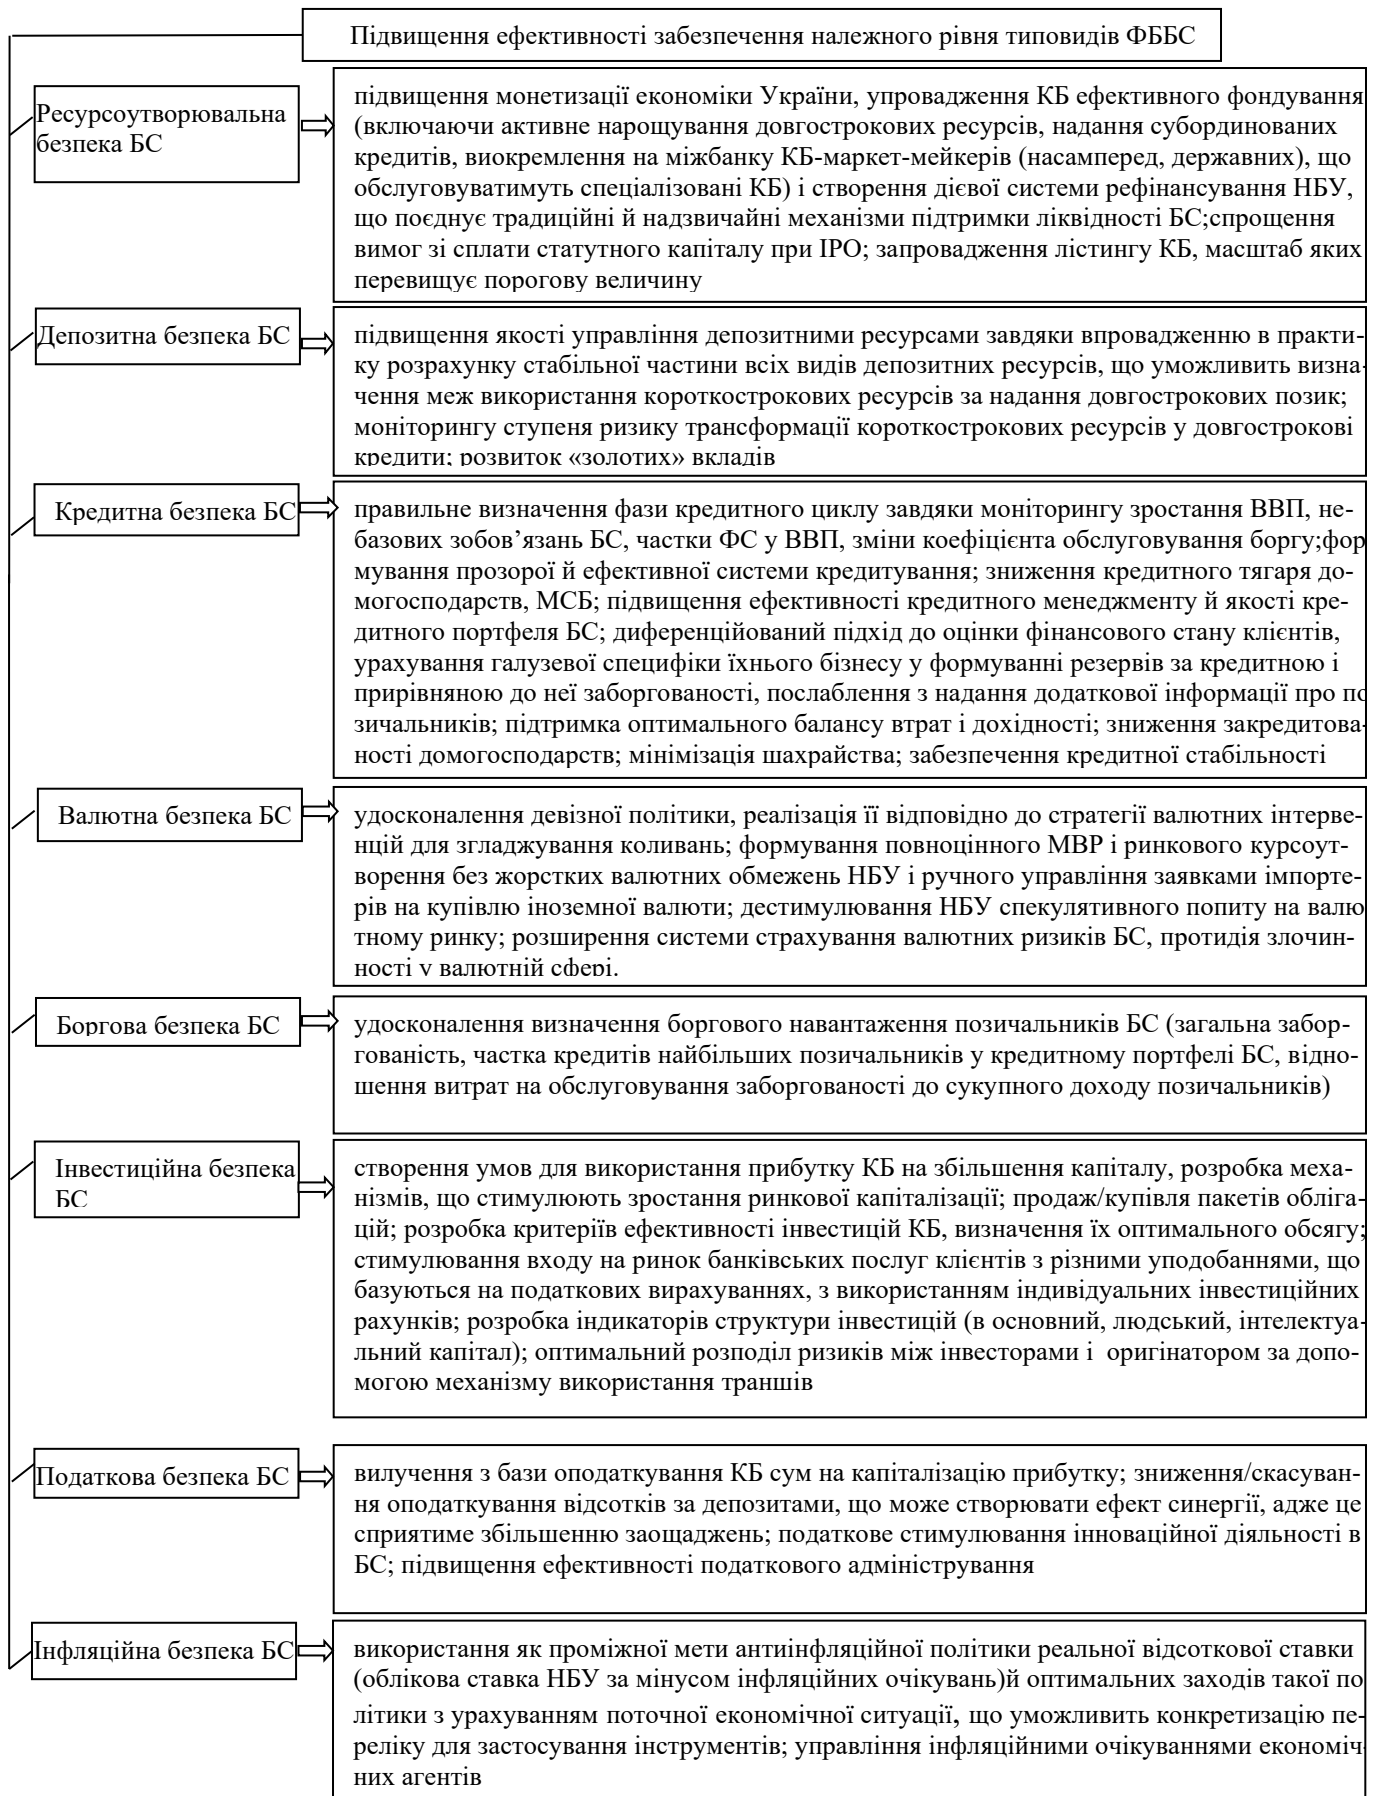 Підвищення ефективності забезпечення належного рівня типовидів ФББС
Ресурсоутворювальна
безпека БС
підвищення монетизації економіки України, упровадження КБ ефективного фондування
(включаючи активне нарощування довгострокових ресурсів, надання субординованих
кредитів, виокремлення на міжбанку КБ-маркет-мейкерів (насамперед, державних), що
обслуговуватимуть спеціалізовані КБ) і створення дієвої системи рефінансування НБУ,
що поєднує традиційні й надзвичайні механізми підтримки ліквідності БС;спрощення
вимог зі сплати статутного капіталу при ІРО; запровадження лістингу КБ, масштаб яких
перевищує порогову величину
Депозитна безпека БС
підвищення якості управління депозитними ресурсами завдяки впровадженню в практи-
ку розрахунку стабільної частини всіх видів депозитних ресурсів, що уможливить визна-
чення меж використання короткострокових ресурсів за надання довгострокових позик;
моніторингу ступеня ризику трансформації короткострокових ресурсів у довгострокові
кредити; розвиток «золотих» вкладів
Кредитна безпека БС
правильне визначення фази кредитного циклу завдяки моніторингу зростання ВВП, не-
базових зобов’язань БС, частки ФС у ВВП, зміни коефіцієнта обслуговування боргу;фор
мування прозорої й ефективної системи кредитування; зниження кредитного тягаря до-
могосподарств, МСБ; підвищення ефективності кредитного менеджменту й якості кре-
дитного портфеля БС; диференційований підхід до оцінки фінансового стану клієнтів,
урахування галузевої специфіки їхнього бізнесу у формуванні резервів за кредитною і
прирівняною до неї заборгованості, послаблення з надання додаткової інформації про по
зичальників; підтримка оптимального балансу втрат і дохідності; зниження закредитова-
ності домогосподарств; мінімізація шахрайства; забезпечення кредитної стабільності
Валютна безпека БС
удосконалення девізної політики, реалізація її відповідно до стратегії валютних інтерве-
нцій для згладжування коливань; формування повноцінного МВР і ринкового курсоут-
ворення без жорстких валютних обмежень НБУ і ручного управління заявками імпорте-
рів на купівлю іноземної валюти; дестимулювання НБУ спекулятивного попиту на валю
тному ринку; розширення системи страхування валютних ризиків БС, протидія злочин-
ності у валютній сфері.
Боргова безпека БС
удосконалення визначення боргового навантаження позичальників БС (загальна забор-
гованість, частка кредитів найбільших позичальників у кредитному портфелі БС, відно-
шення витрат на обслуговування заборгованості до сукупного доходу позичальників)
Інвестиційна безпека
БС
створення умов для використання прибутку КБ на збільшення капіталу, розробка меха-
нізмів, що стимулюють зростання ринкової капіталізації; продаж/купівля пакетів обліга-
цій; розробка критеріїв ефективності інвестицій КБ, визначення їх оптимального обсягу;
стимулювання входу на ринок банківських послуг клієнтів з різними уподобаннями, що
базуються на податкових вирахуваннях, з використанням індивідуальних інвестиційних
рахунків; розробка індикаторів структури інвестицій (в основний, людський, інтелектуа-
льний капітал); оптимальний розподіл ризиків між інвесторами і оригінатором за допо-
могою механізму використання траншів
Податкова безпека БС
вилучення з бази оподаткування КБ сум на капіталізацію прибутку; зниження/скасуван-
ня оподаткування відсотків за депозитами, що може створювати ефект синергії, адже це
сприятиме збільшенню заощаджень; податкове стимулювання інноваційної діяльності в
БС; підвищення ефективності податкового адміністрування
Інфляційна безпека БС
використання як проміжної мети антиінфляційної політики реальної відсоткової ставки
(облікова ставка НБУ за мінусом інфляційних очікувань)й оптимальних заходів такої по
літики з урахуванням поточної економічної ситуації, що уможливить конкретизацію пе-
реліку для застосування інструментів; управління інфляційними очікуваннями економіч-
них агентів